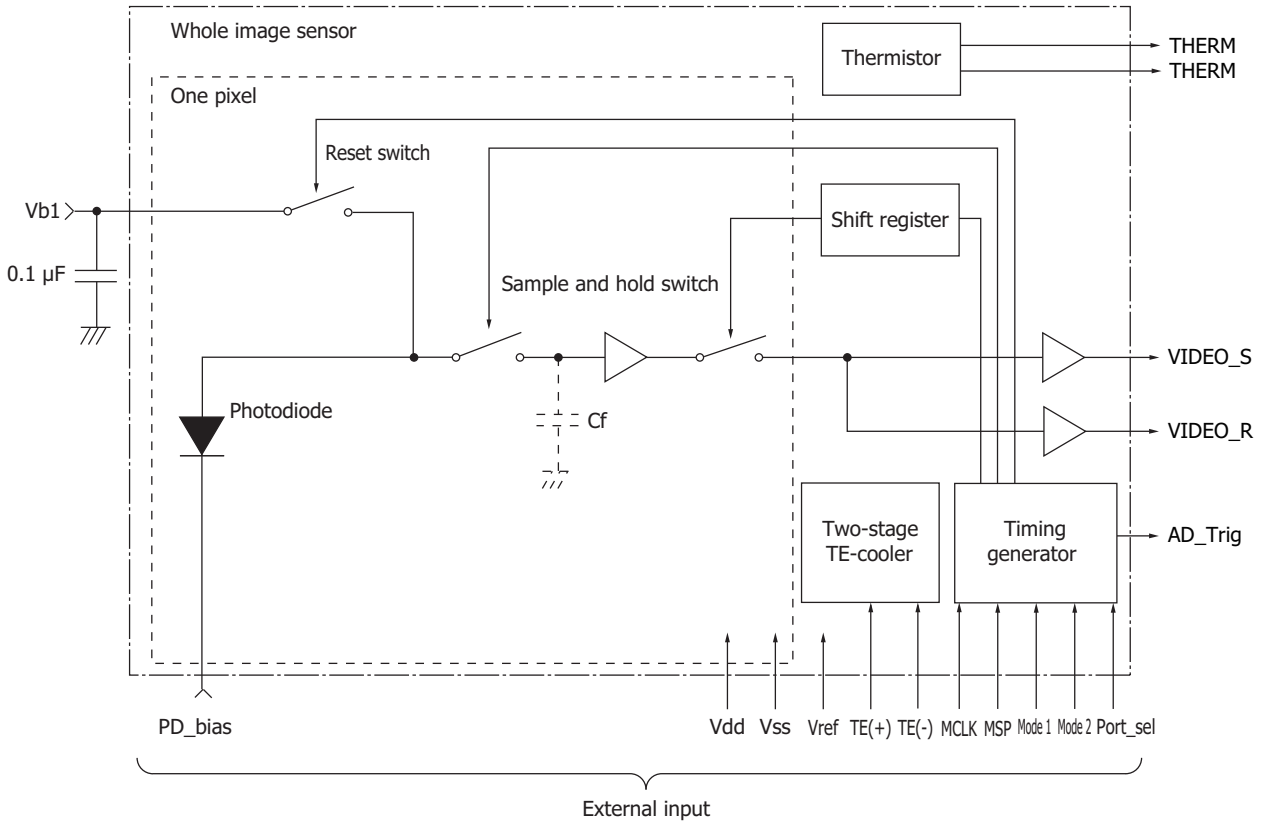 Whole image sensor
Thermistor
THERM
THERM
One pixel
Reset switch
Vb1
Shift register
0.1 µF
Sample and hold switch
VIDEO_S
Photodiode
Cf
VIDEO_R
Two-stage
TE-cooler
Timing
generator
AD_Trig
PD_bias
Vdd Vss Vref TE(+) TE(-) MCLK MSP Mode 1 Mode 2 Port_sel
External input